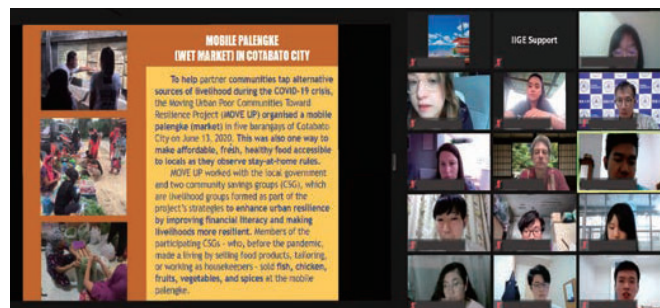 MOBILE PALENGKE
(WET MARKET) IN COTABATO CITY
To help partner communities tap alternative
sources of livelihood during the COVID-19 crisis,
the Moving Urban Poor Communities Toward
Resilience Project (MOVE UP) organised a mobile
palengke (market) in five barangays of Cotabato
City on June 13, 2020. This was also one way to
make affordable, fresh, healthy food accessible
to locals as they observe stay-at-home rules.
MOVE UP worked with the local government
and two community savings groups (CSG), which
are livelihood groups formed as part of the
project's strategies to enhance urban resilience
by improving financial literacy and making
livelihoods more resilient. Members of the
participating CSGs - who, before the pandemic,
made a living by selling food products, tailoring,
or working as housekeepers - sold fish, chicken,
fruits, vegetables, and spices at the mobile
palengke.
IIGE Support